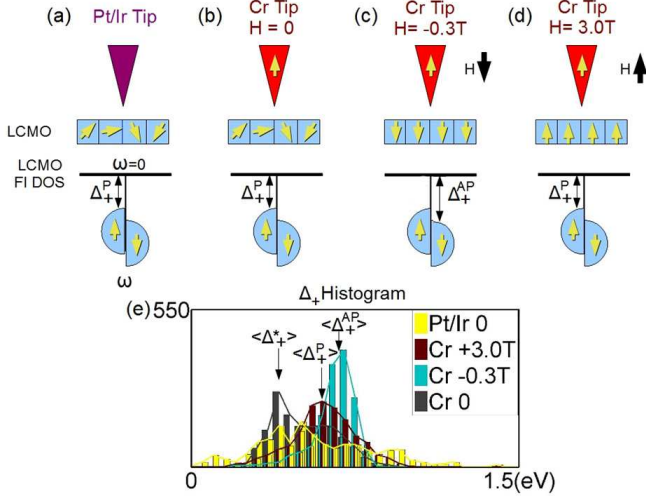 (a) Pt/Ir Tip
(b) Cr Tip
H = 0
(c) Cr Tip
H= -0.3T
(d) Cr Tip
H= 3.0T
H
H
LCMO
LCMO
FI DOS
ω=0
Δ₊ᴾ
Δ₊ᴾ
Δ₊ᴬᴾ
Δ₊ᴾ
ω
(e)
Δ₊Histogram
550
<Δ₊*>
<Δ₊ᴾ>
<Δ₊ᴬᴾ>
Pt/Ir 0
Cr +3.0T
Cr -0.3T
Cr 0
0
1.5(eV)